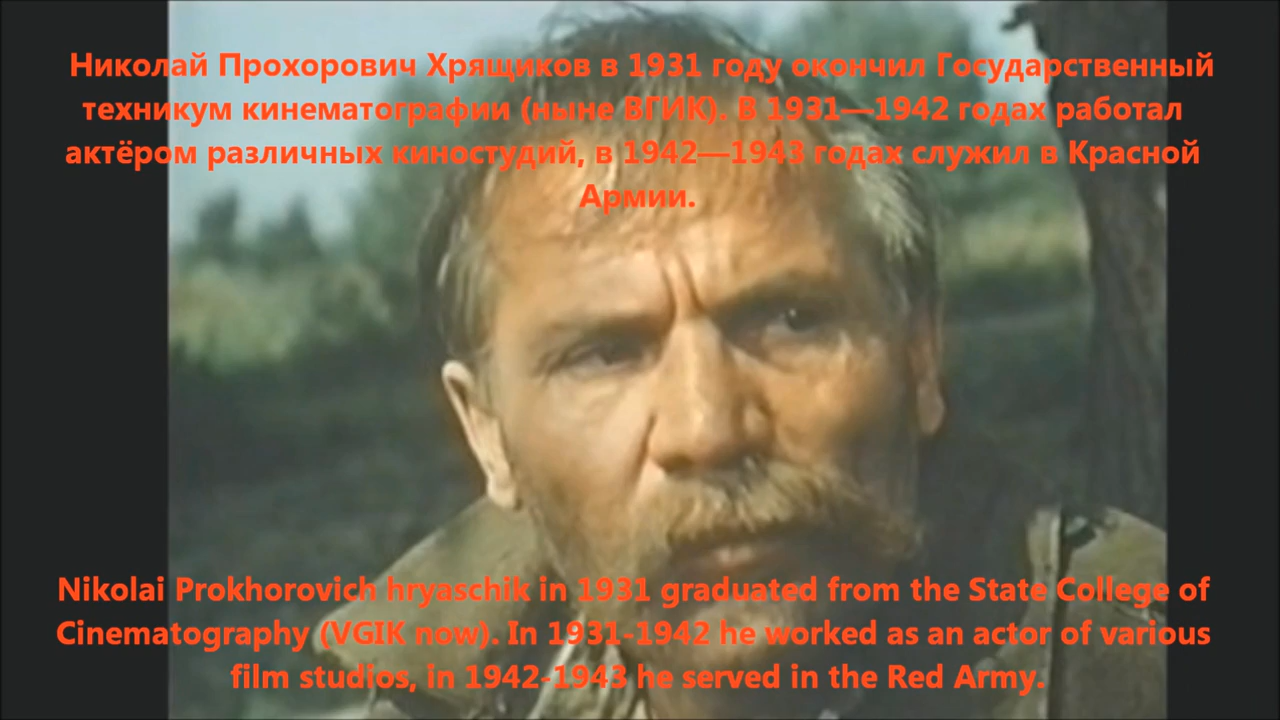 Николай Прохорович Хрящиков в 1931 году окончил Государственный
техникум кинематографии (ныне ВГИК). В 1931—1942 годах работал
актёром различных киностудий, в 1942—1943 годах служил в Красной
Армии.
Nikolai Prokhorovich hryaschik in 1931 graduated from the State College of
Cinematography (VGIK now). In 1931-1942 he worked as an actor of various
film studios, in 1942-1943 he served in the Red Army.